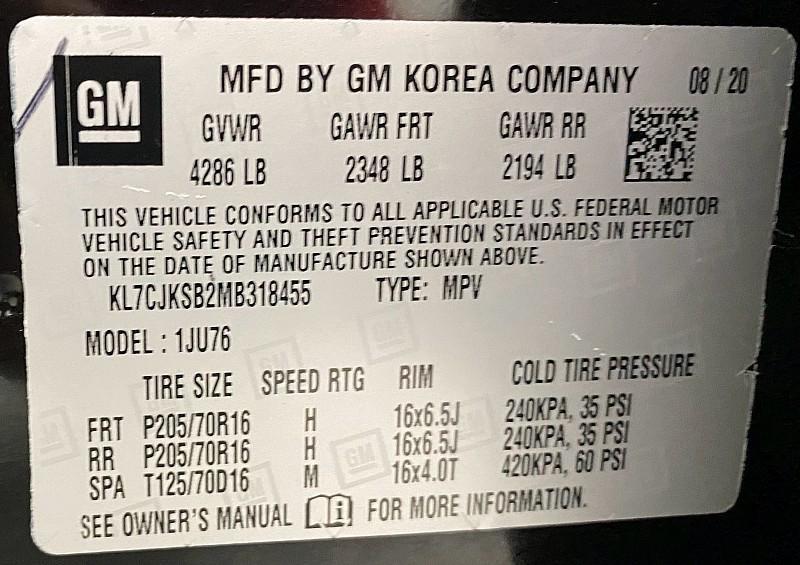 GM MFD BY GM KOREA COMPANY 08/20
GVWR GAWR FRT GAWR RR
4286 LB 2348 LB 2194 LB
THIS VEHICLE CONFORMS TO ALL APPLICABLE U.S. FEDERAL MOTOR
VEHICLE SAFETY AND THEFT PREVENTION STANDARDS IN EFFECT
ON THE DATE OF MANUFACTURE SHOWN ABOVE.
KL7CJKSB2MB318455 TYPE: MPV
MODEL : 1JU76
TIRE SIZE SPEED RTG RIM COLD TIRE PRESSURE
FRT P205/70R16 H 16x6.5J 240KPA, 35 PSI
RR P205/70R16 H 16x6.5J 240KPA, 35 PSI
SPA T125/70D16 M 16x4.0T 420KPA, 60 PSI
SEE OWNER'S MANUAL i FOR MORE INFORMATION.